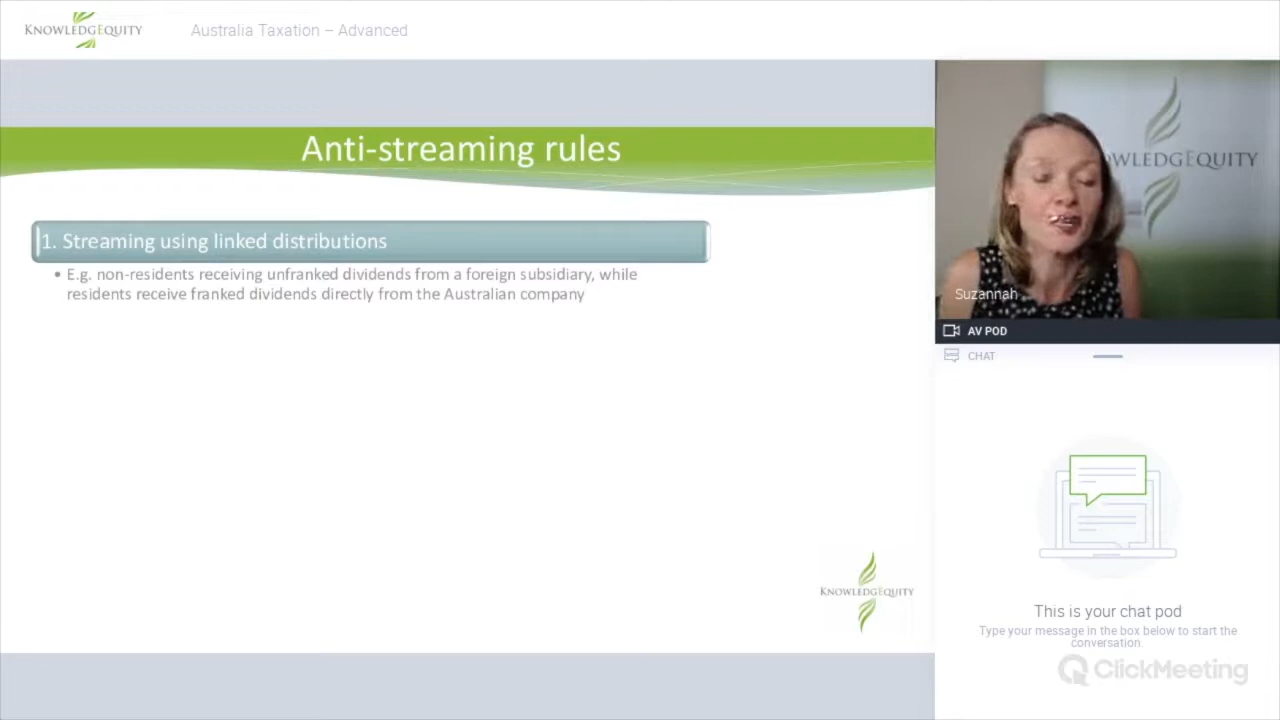 KNOWLEDGEQUITY
Australia Taxation – Advanced
Anti-streaming rules
1. Streaming using linked distributions
• E.g. non-residents receiving unfranked dividends from a foreign subsidiary, while
residents receive franked dividends directly from the Australian company
KNOWLEDGEQUITY
OWLEDGEQUITY
Suzannah
AV POD
CHAT
This is your chat pod
Type your message in the box below to start the
conversation.
ClickMeeting